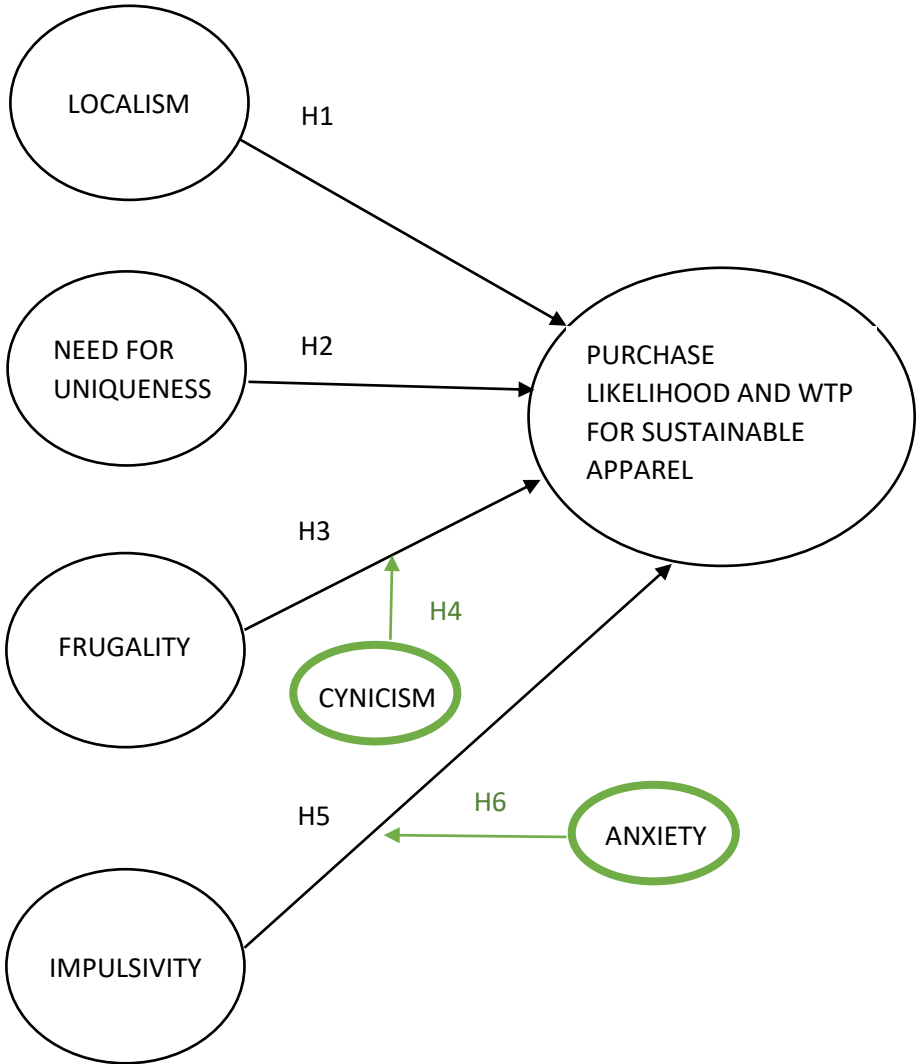 LOCALISM
H1
NEED FOR
UNIQUENESS
H2
PURCHASE
LIKELIHOOD AND WTP
FOR SUSTAINABLE
APPAREL
H3
FRUGALITY
H4
CYNICISM
H5
H6
ANXIETY
IMPULSIVITY